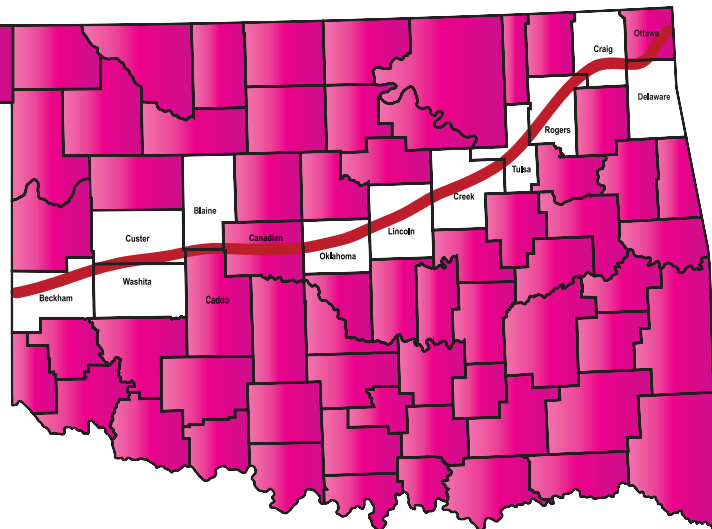 Ottawa
Craig
Delaware
Rogers
Tulsa
Creek
Blaine
Lincoln
Custer
Canadian
Oklahoma
Washita
Beckham
Caddo